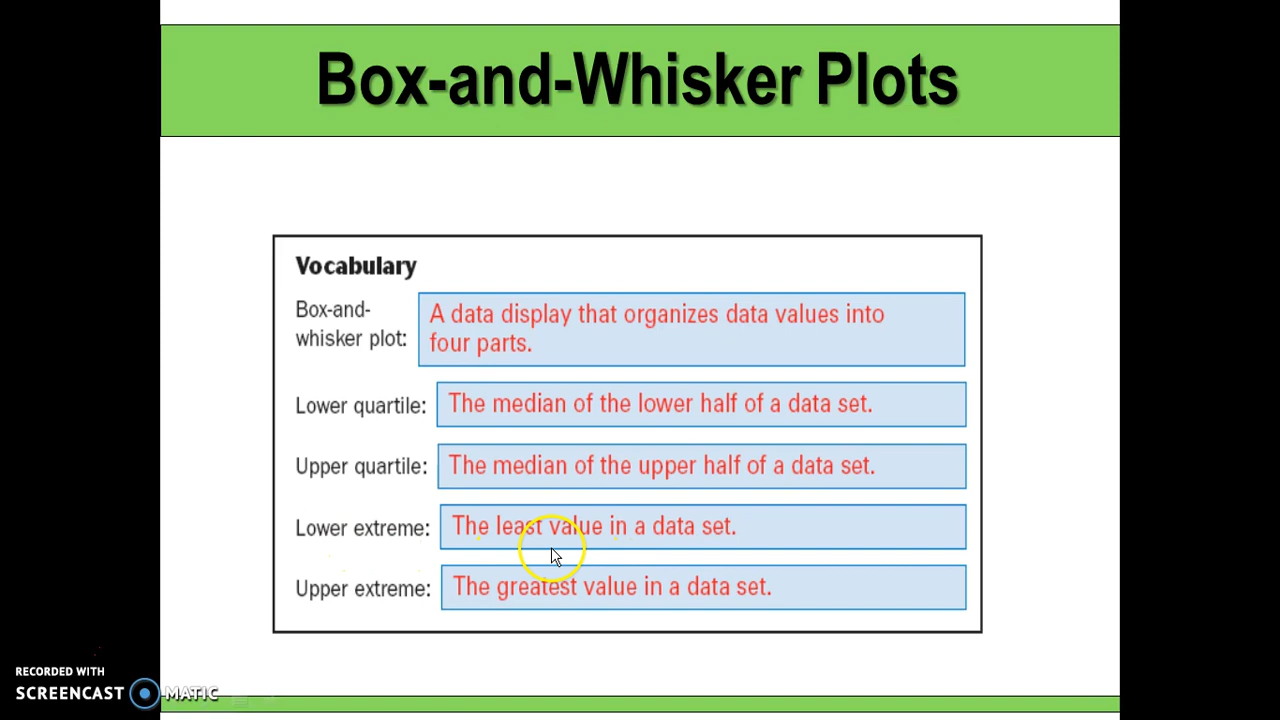 Box-and-Whisker Plots
Vocabulary
Box-and-
whisker plot:
A data display that organizes data values into
four parts.
Lower quartile: The median of the lower half of a data set.
Upper quartile: The median of the upper half of a data set.
Lower extreme: The least value in a data set.
Upper extreme: The greatest value in a data set.
RECORDED WITH
SCREENCAST MATIC